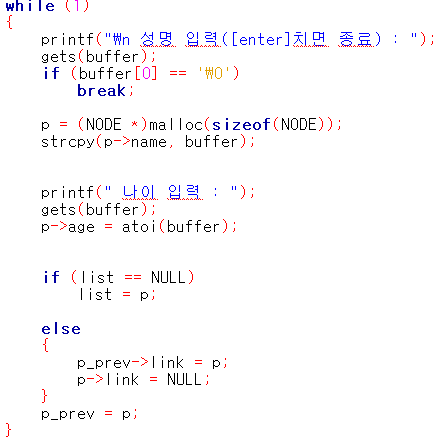 while (1)
{
printf("₩n 성명 입력([enter]치면 종료) : ");
gets(buffer);
if (buffer[0] == '₩0')
break;
p = (NODE *)malloc(sizeof(NODE));
strcpy(p->name, buffer);
printf(" 나이 입력 : ");
gets(buffer);
p->age = atoi(buffer);
if (list == NULL)
list = p;
else
{
p_prev->link = p;
p->link = NULL;
}
p_prev = p;
}